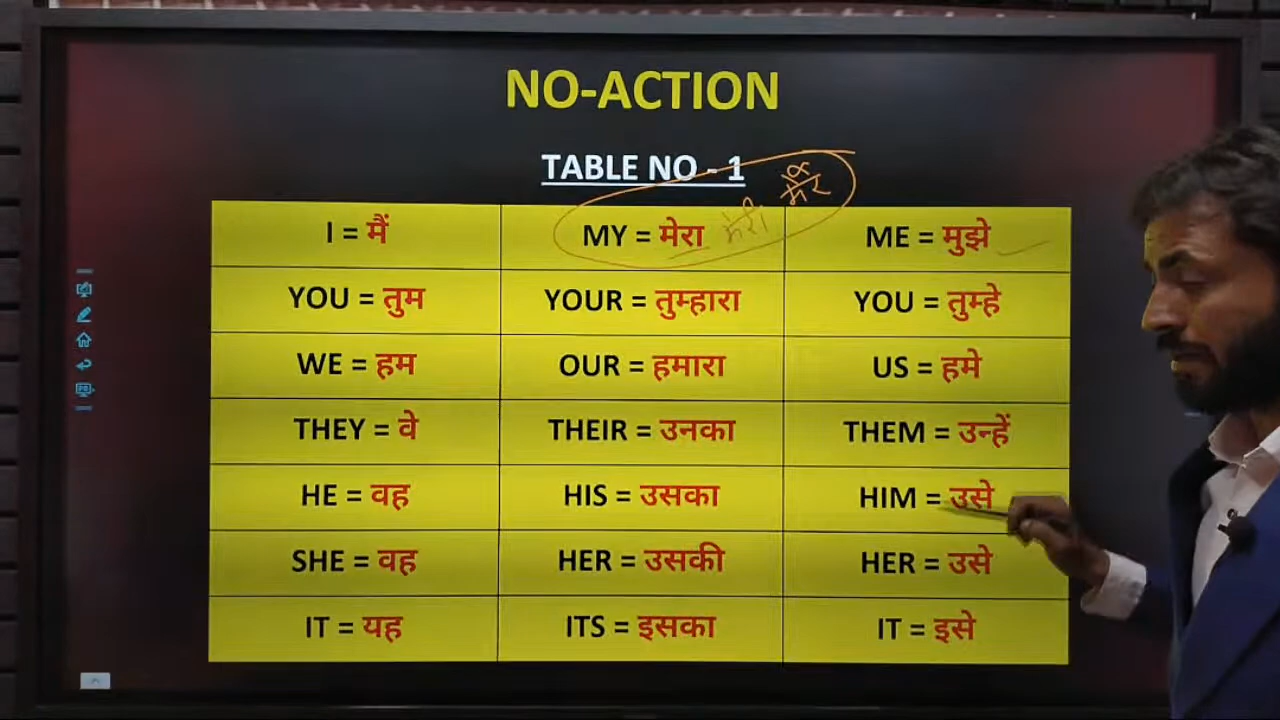 NO-ACTION
TABLE NO - 1
I = मैं MY = मेरा मेरी मेरे ME = मुझे
YOU = तुम YOUR = तुम्हारा YOU = तुम्हे
WE = हम OUR = हमारा US = हमे
THEY = वे THEIR = उनका THEM = उन्हें
HE = वह HIS = उसका HIM = उसे
SHE = वह HER = उसकी HER = उसे
IT = यह ITS = इसका IT = इसे